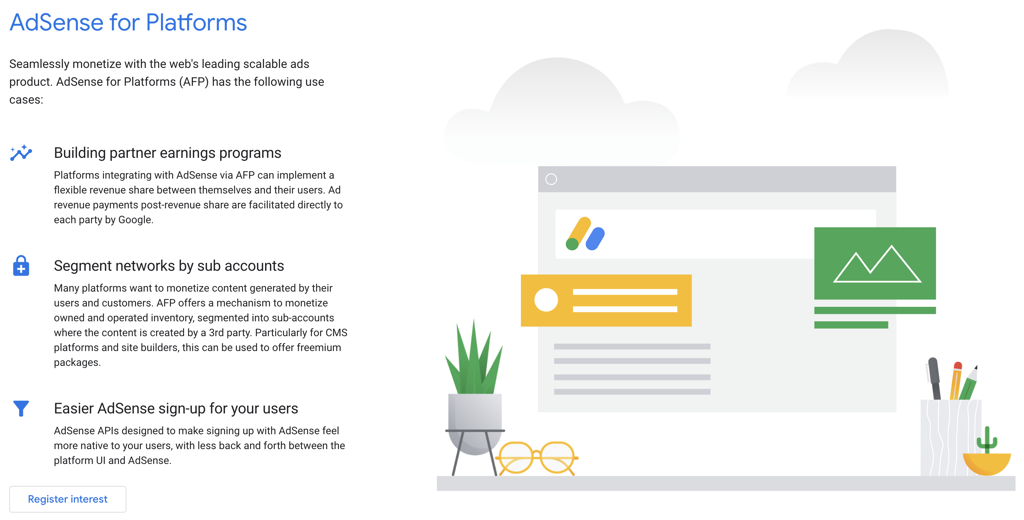 AdSense for Platforms
Seamlessly monetize with the web's leading scalable ads
product. AdSense for Platforms (AFP) has the following use
cases:
Building partner earnings programs
Platforms integrating with AdSense via AFP can implement a
flexible revenue share between themselves and their users. Ad
revenue payments post-revenue share are facilitated directly to
each party by Google.
Segment networks by sub accounts
Many platforms want to monetize content generated by their
users and customers. AFP offers a mechanism to monetize
owned and operated inventory, segmented into sub-accounts
where the content is created by a 3rd party. Particularly for CMS
platforms and site builders, this can be used to offer freemium
packages.
Easier AdSense sign-up for your users
AdSense APIs designed to make signing up with AdSense feel
more native to your users, with less back and forth between the
platform UI and AdSense.
Register interest